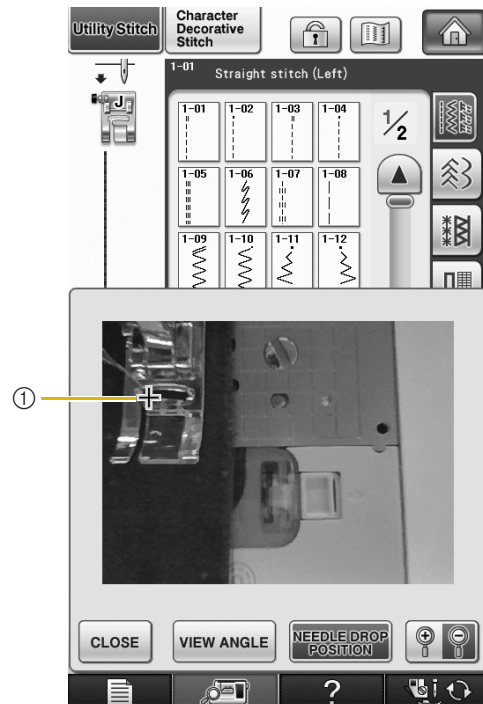 Utility Stitch
Character
Decorative
Stitch
1-01
Straight stitch (Left)
J
1-01 1-02 1-03 1-04
1/2
1-05 1-06 1-07 1-08
1-09 1-10 1-11 1-12
①
CLOSE
VIEW ANGLE
NEEDLE DROP
POSITION
?
i